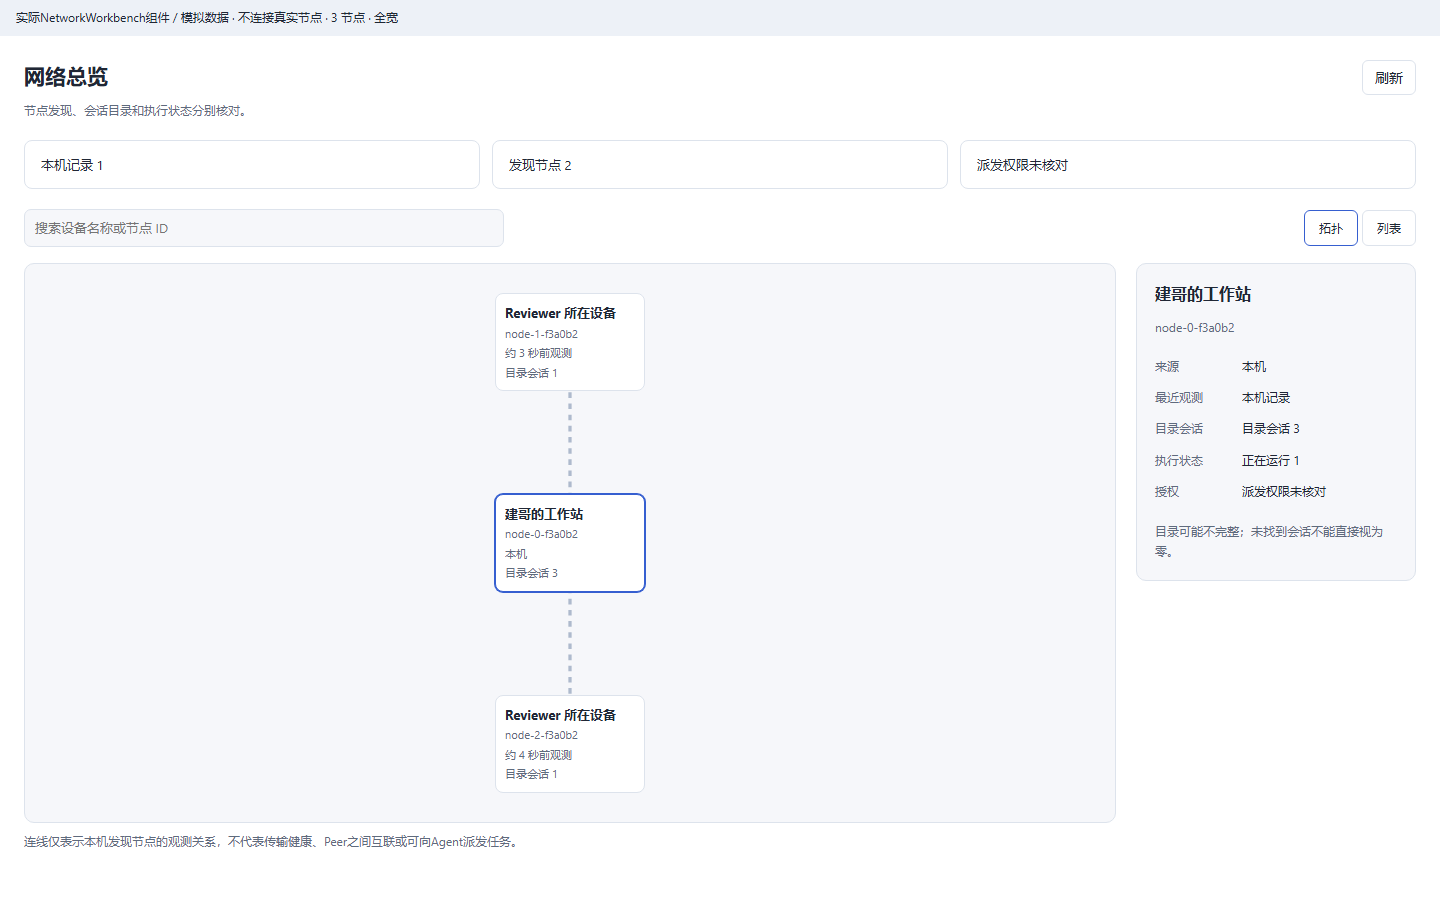 实际NetworkWorkbench组件 / 模拟数据 · 不连接真实节点 · 3 节点 · 全宽
网络总览
刷新
节点发现、会话目录和执行状态分别核对。
本机记录 1
发现节点 2
派发权限未核对
搜索设备名称或节点 ID
拓扑
列表
Reviewer 所在设备
node-1-f3a0b2
约 3 秒前观测
目录会话 1
建哥的工作站
node-0-f3a0b2
本机
目录会话 3
Reviewer 所在设备
node-2-f3a0b2
约 4 秒前观测
目录会话 1
建哥的工作站
node-0-f3a0b2
来源 本机
最近观测 本机记录
目录会话 目录会话 3
执行状态 正在运行 1
授权 派发权限未核对
目录可能不完整；未找到会话不能直接视为
零。
连线仅表示本机发现节点的观测关系，不代表传输健康、Peer之间互联或可向Agent派发任务。